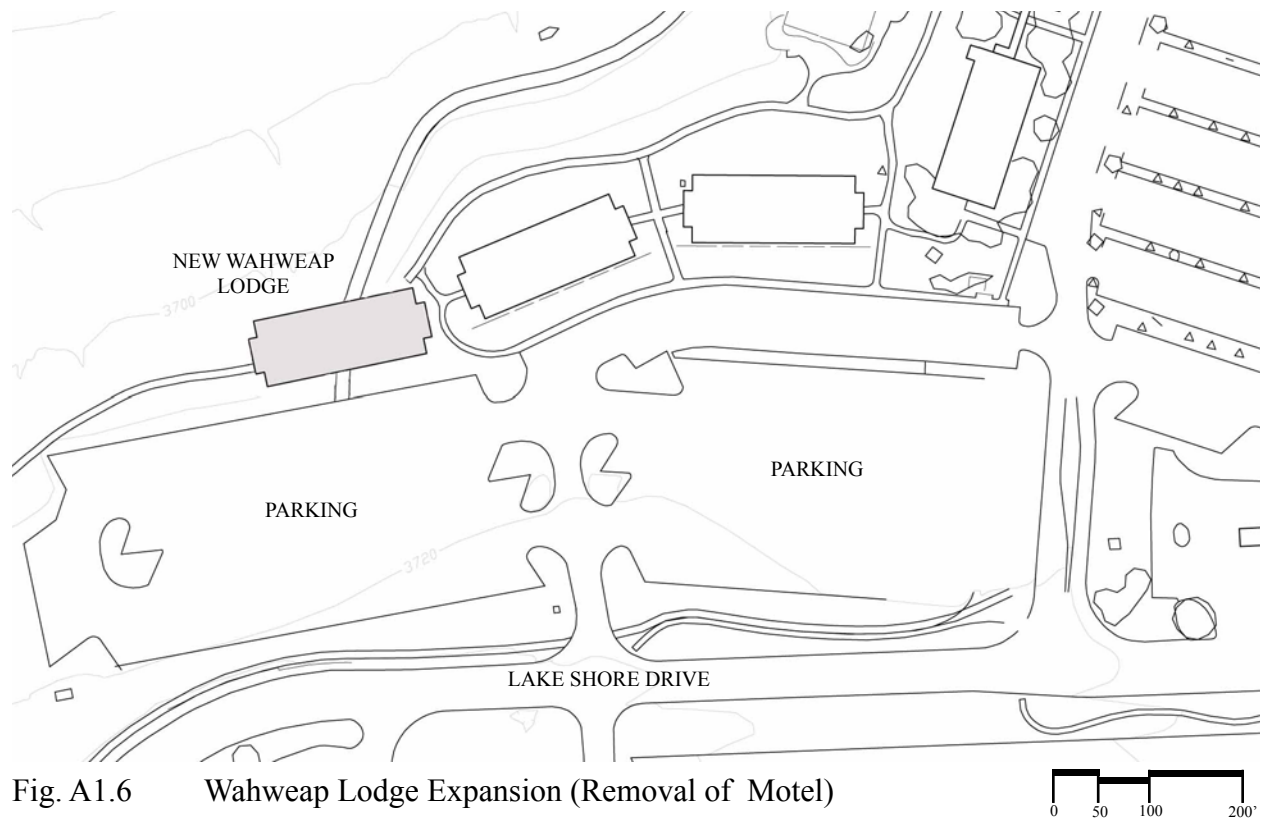 NEW WAHWEAP
LODGE
3700
PARKING
PARKING
3720
LAKE SHORE DRIVE
Fig. A1.6 Wahweap Lodge Expansion (Removal of Motel)
0 50 100 200'